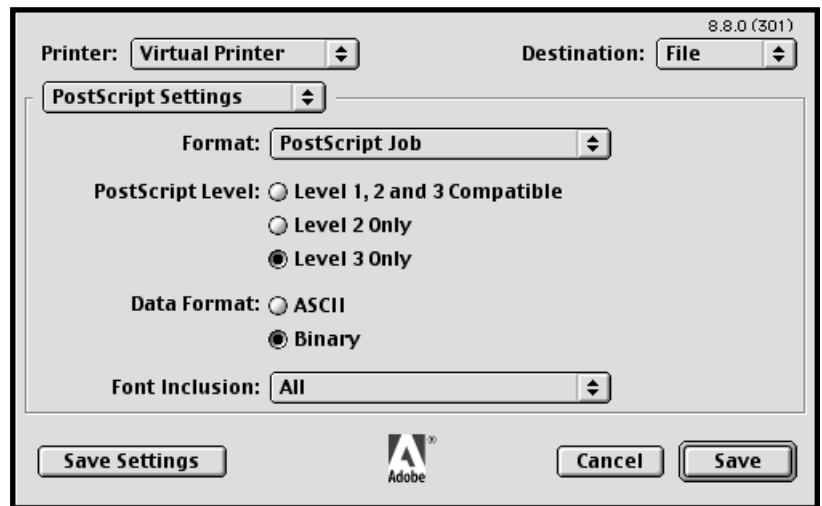 8.8.0 (301)
Printer: Virtual Printer Destination: File
PostScript Settings
Format: PostScript Job
PostScript Level: Level 1, 2 and 3 Compatible
Level 2 Only
Level 3 Only
Data Format: ASCII
Binary
Font Inclusion: All
Save Settings Adobe ® Cancel Save